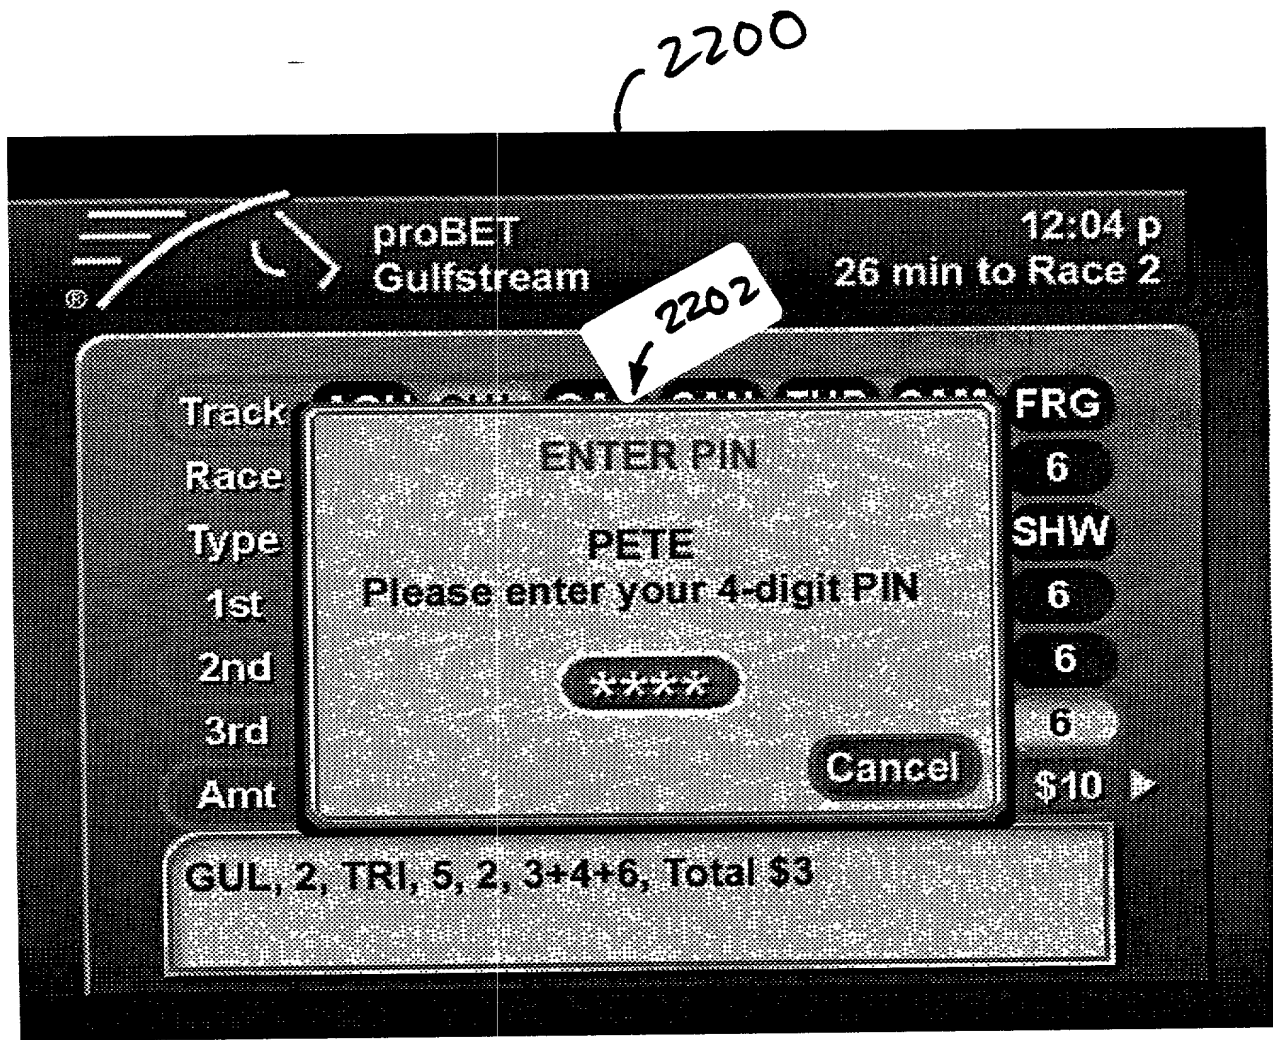 2200
proBET
Gulfstream
12:04 p
26 min to Race 2
®
2202
Track FRG
Race 6
Type SHW
1st 6
2nd 6
3rd 6
Amt $10
ENTER PIN
PETE
Please enter your 4-digit PIN
****
Cancel
GUL, 2, TRI, 5, 2, 3+4+6, Total $3